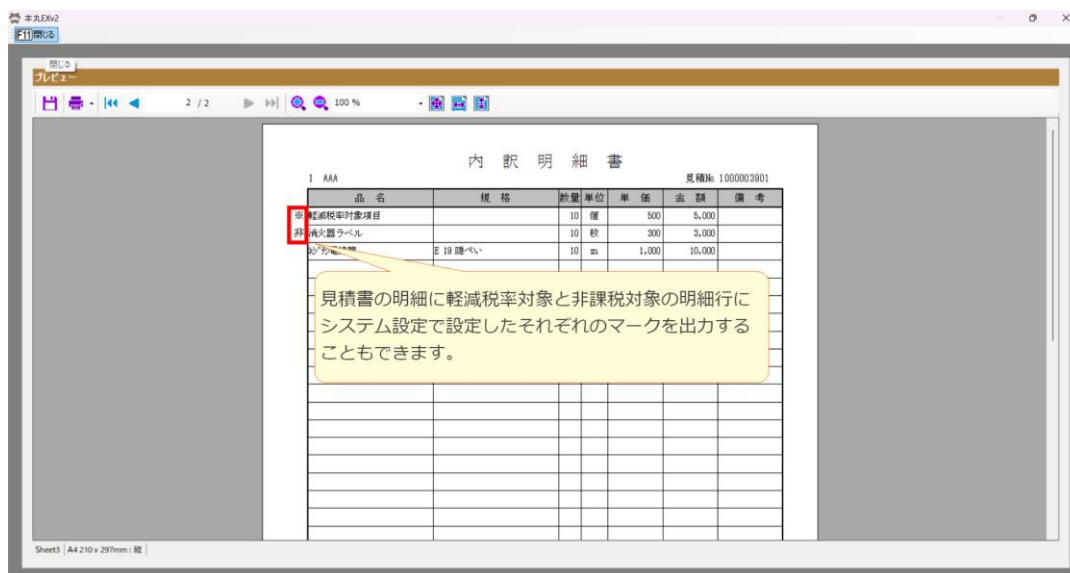 本丸EXv2
F11閉じる
閉じる
プレビュー
2 / 2
100 %
内訳明細書
1 AAA
見積No. 1000003901
品 名 規 格 数量 単位 単 価 金 額 備 考
※ 軽減税率対象項目 10 個 500 5,000
非 消火器ラベル 10 枚 300 3,000
E 19 隠ぺい 10 m 1,000 10,000
見積書の明細に軽減税率対象と非課税対象の明細行に
システム設定で設定したそれぞれのマークを出力する
こともできます。
Sheet3 A4 210 x 297mm : 縦